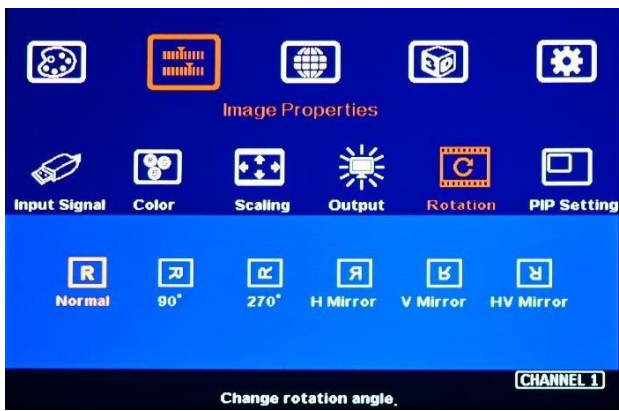 3D
Image Properties
R G B
Input Signal Color Scaling Output Rotation PIP Setting
R R R R R R
Normal 90° 270° H Mirror V Mirror HV Mirror
CHANNEL 1
Change rotation angle.